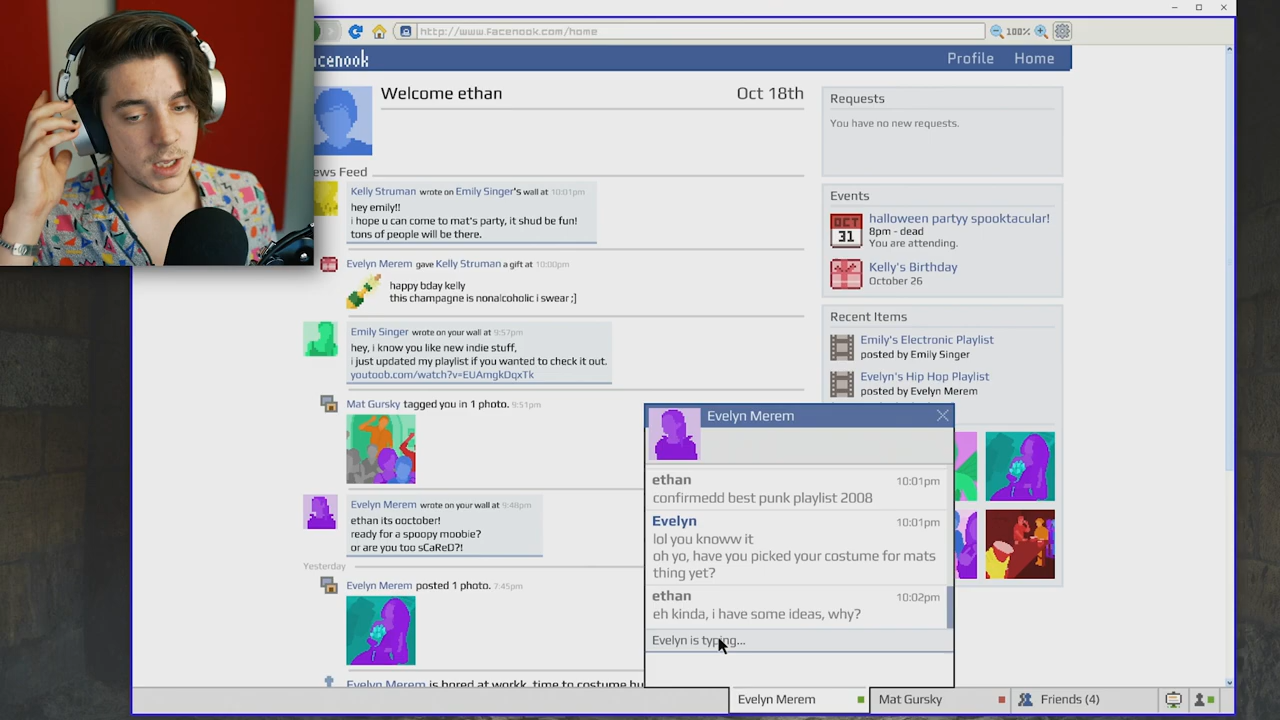 http://www.Facenook.com/home
100%
acenook
Profile
Home
Welcome ethan
Oct 18th
ews Feed
Kelly Struman wrote on Emily Singer's wall at 10:01pm
hey emily!!
i hope u can come to mat's party, it shud be fun!
tons of people will be there.
Evelyn Merem gave Kelly Struman a gift at 10:00pm
happy bday kelly
this champagne is nonalcoholic i swear ;]
Emily Singer wrote on your wall at 9:57pm
hey, i know you like new indie stuff,
i just updated my playlist if you wanted to check it out.
youtoob.com/watch?v=EUAmgkDqxTk
Mat Gursky tagged you in 1 photo. 9:51pm
Evelyn Merem wrote on your wall at 9:48pm
ethan its ooctober!
ready for a spoopy moobie?
or are you too sCaReD?!
Yesterday
Evelyn Merem posted 1 photo. 7:45pm
Evelyn Merem is bored at workk, time to costume hu
Requests
You have no new requests.
Events
OCT
31
halloween partyy spooktacular!
8pm - dead
You are attending.
Kelly's Birthday
October 26
Recent Items
Emily's Electronic Playlist
posted by Emily Singer
Evelyn's Hip Hop Playlist
posted by Evelyn Merem
Evelyn Merem
ethan 10:01pm
confirmedd best punk playlist 2008
Evelyn 10:01pm
lol you knoww it
oh yo, have you picked your costume for mats
thing yet?
ethan 10:02pm
eh kinda, i have some ideas, why?
Evelyn is typing...
Evelyn Merem
Mat Gursky
Friends (4)